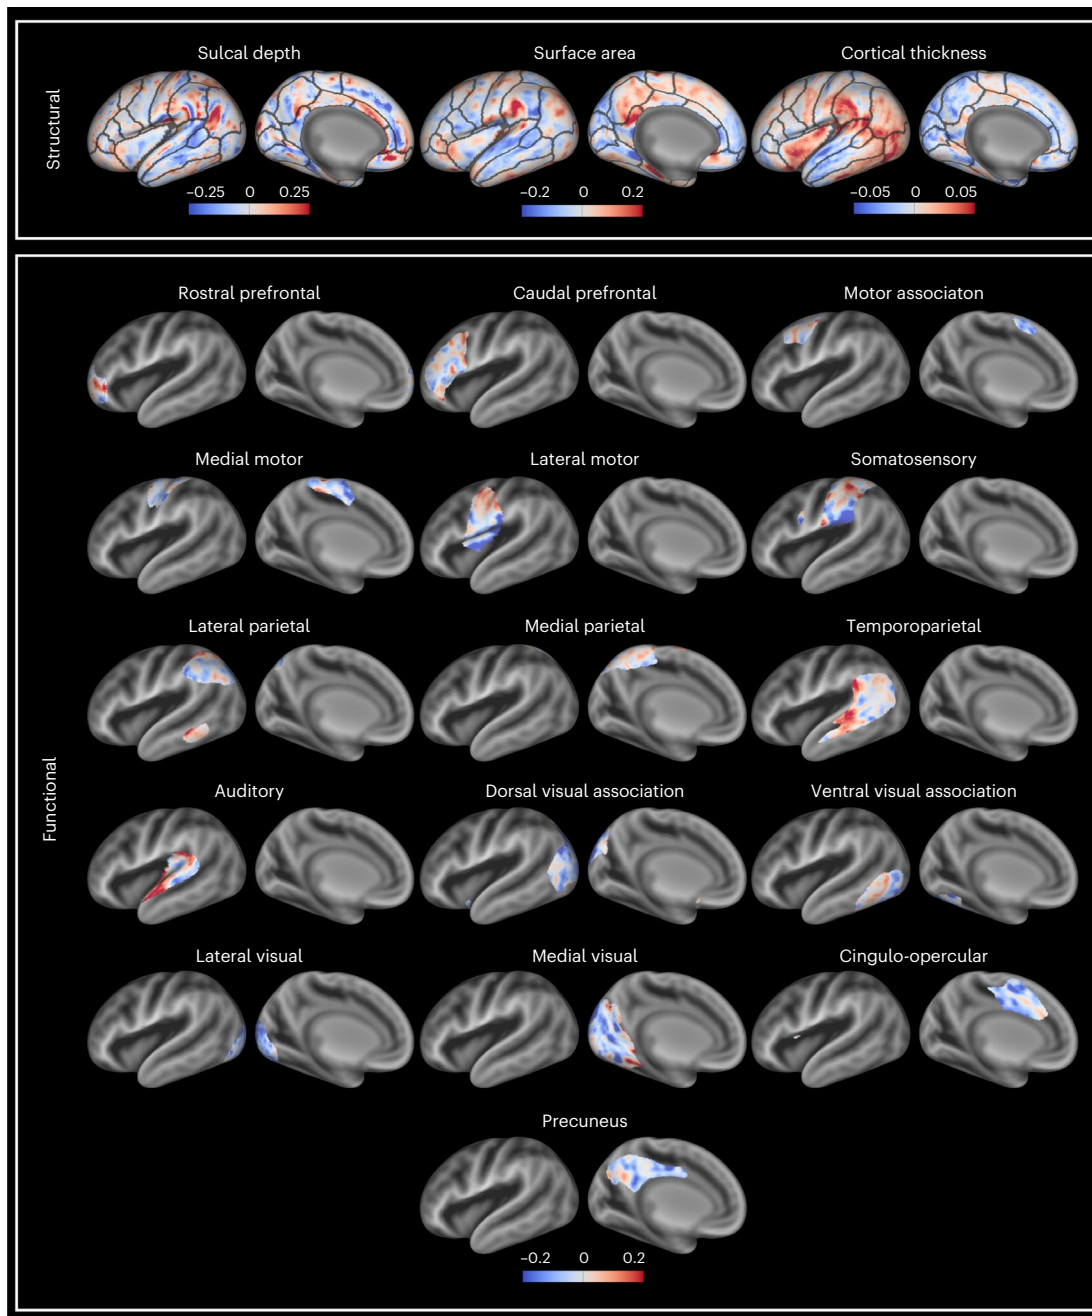 Structural
Sulcal depth
Surface area
Cortical thickness
−0.25 0 0.25
−0.2 0 0.2
−0.05 0 0.05
Functional
Rostral prefrontal
Caudal prefrontal
Motor associaton
Medial motor
Lateral motor
Somatosensory
Lateral parietal
Medial parietal
Temporoparietal
Auditory
Dorsal visual association
Ventral visual association
Lateral visual
Medial visual
Cingulo-opercular
Precuneus
−0.2 0 0.2